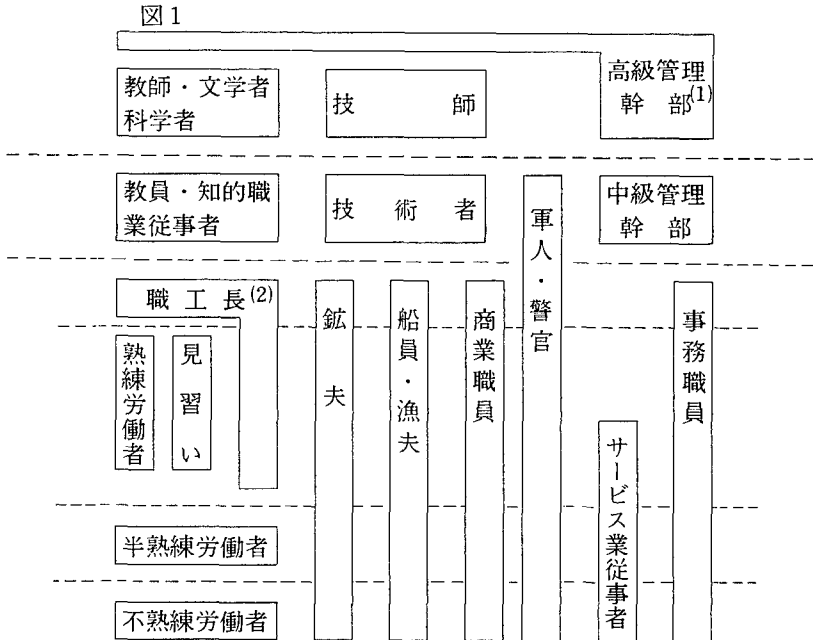 図1
高級管理
幹部(1)
教師・文学者
科学者
技師
教員・知的職
業従事者
技術者
軍人・警官
中級管理
幹部
職工長(2)
鉱夫
船員・漁夫
商業職員
事務職員
熟練労働者
見習い
サービス業従事者
半熟練労働者
不熟練労働者